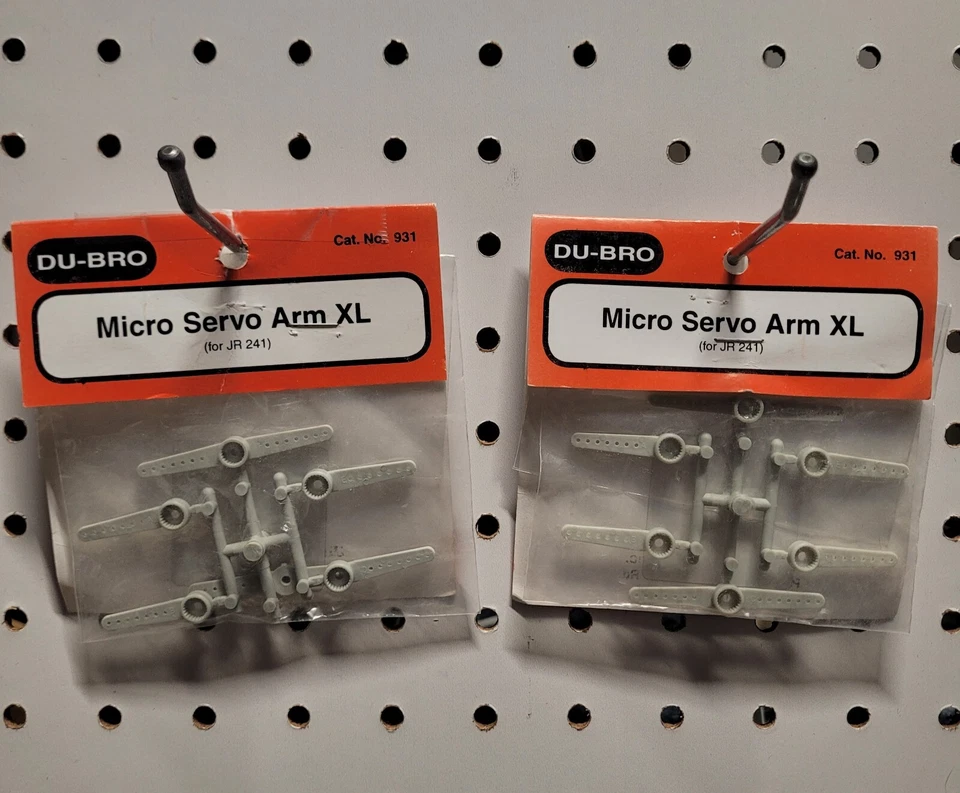 DU-BRO
Cat. No. 931
Micro Servo Arm XL
(for JR 241)
DU-BRO
Cat. No. 931
Micro Servo Arm XL
(for JR 241)